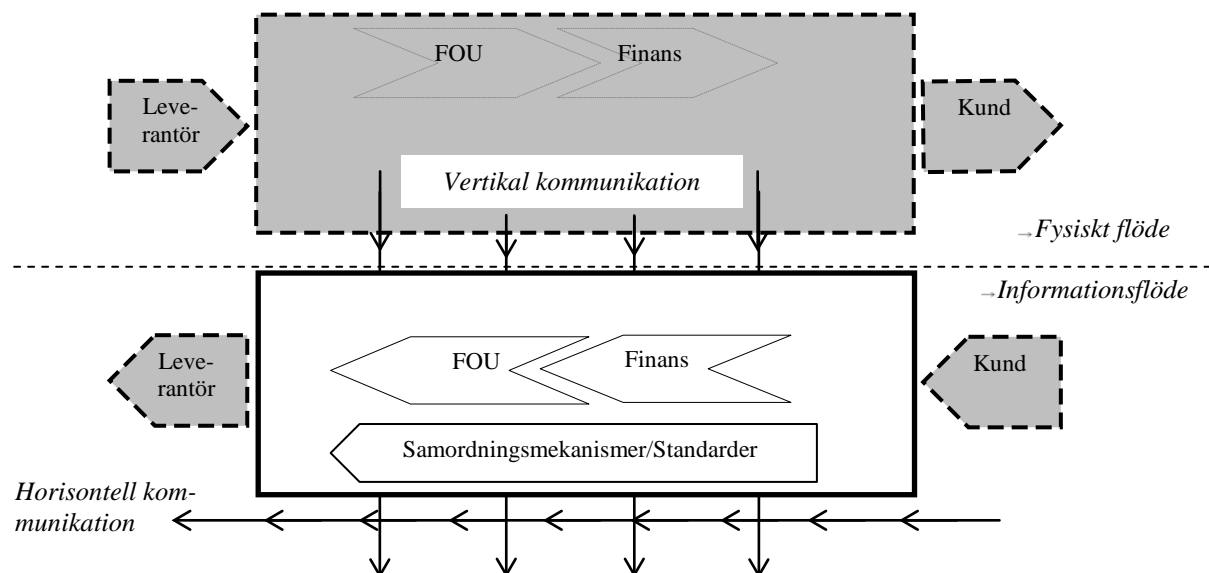 FOU
Finans
Leve-
rantör
Kund
Vertikal kommunikation
→Fysiskt flöde
→Informationsflöde
Leve-
rantör
FOU
Finans
Kund
Samordningsmekanismer/Standarder
Horisontell kom-
munikation